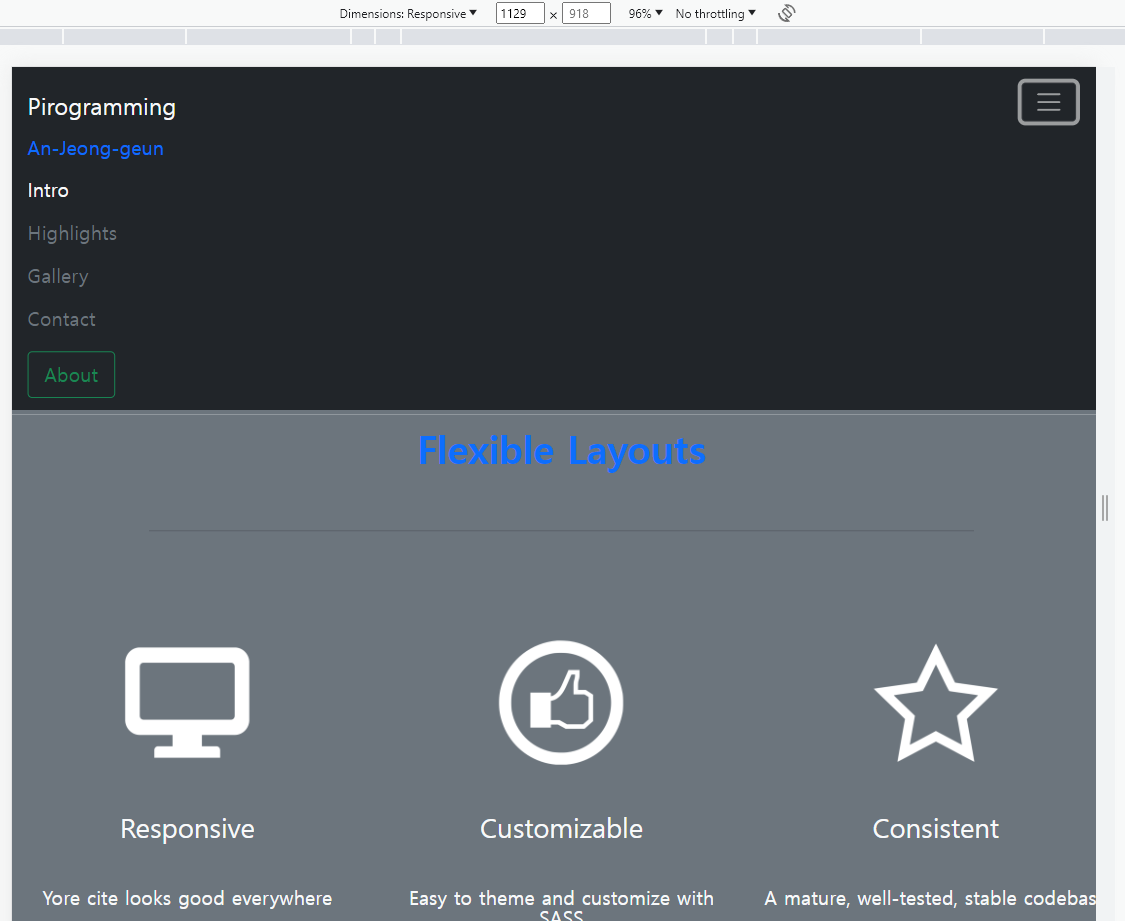 Dimensions: Responsive 1129 × 918 96% No throttling
Pirogramming
An-Jeong-geun
Intro
Highlights
Gallery
Contact
About
Flexible Layouts
Responsive Customizable Consistent
Yore cite looks good everywhere Easy to theme and customize with A mature, well-tested, stable codebas
SASS